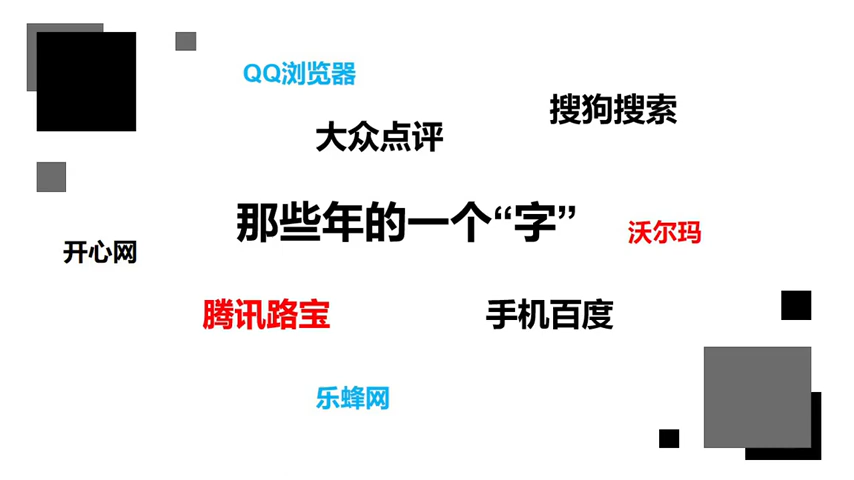 QQ浏览器
搜狗搜索
大众点评
那些年的一个“字”
沃尔玛
开心网
腾讯路宝
手机百度
乐蜂网